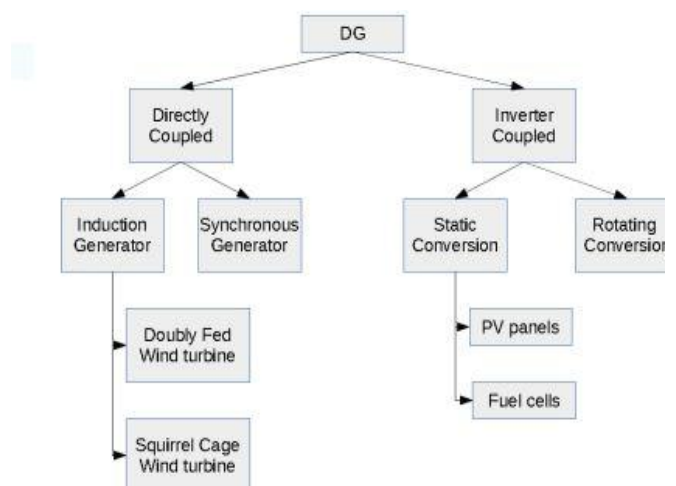 DG
Directly
Coupled
Inverter
Coupled
Induction
Generator
Synchronous
Generator
Static
Conversion
Rotating
Conversion
Doubly Fed
Wind turbine
PV panels
Fuel cells
Squirrel Cage
Wind turbine